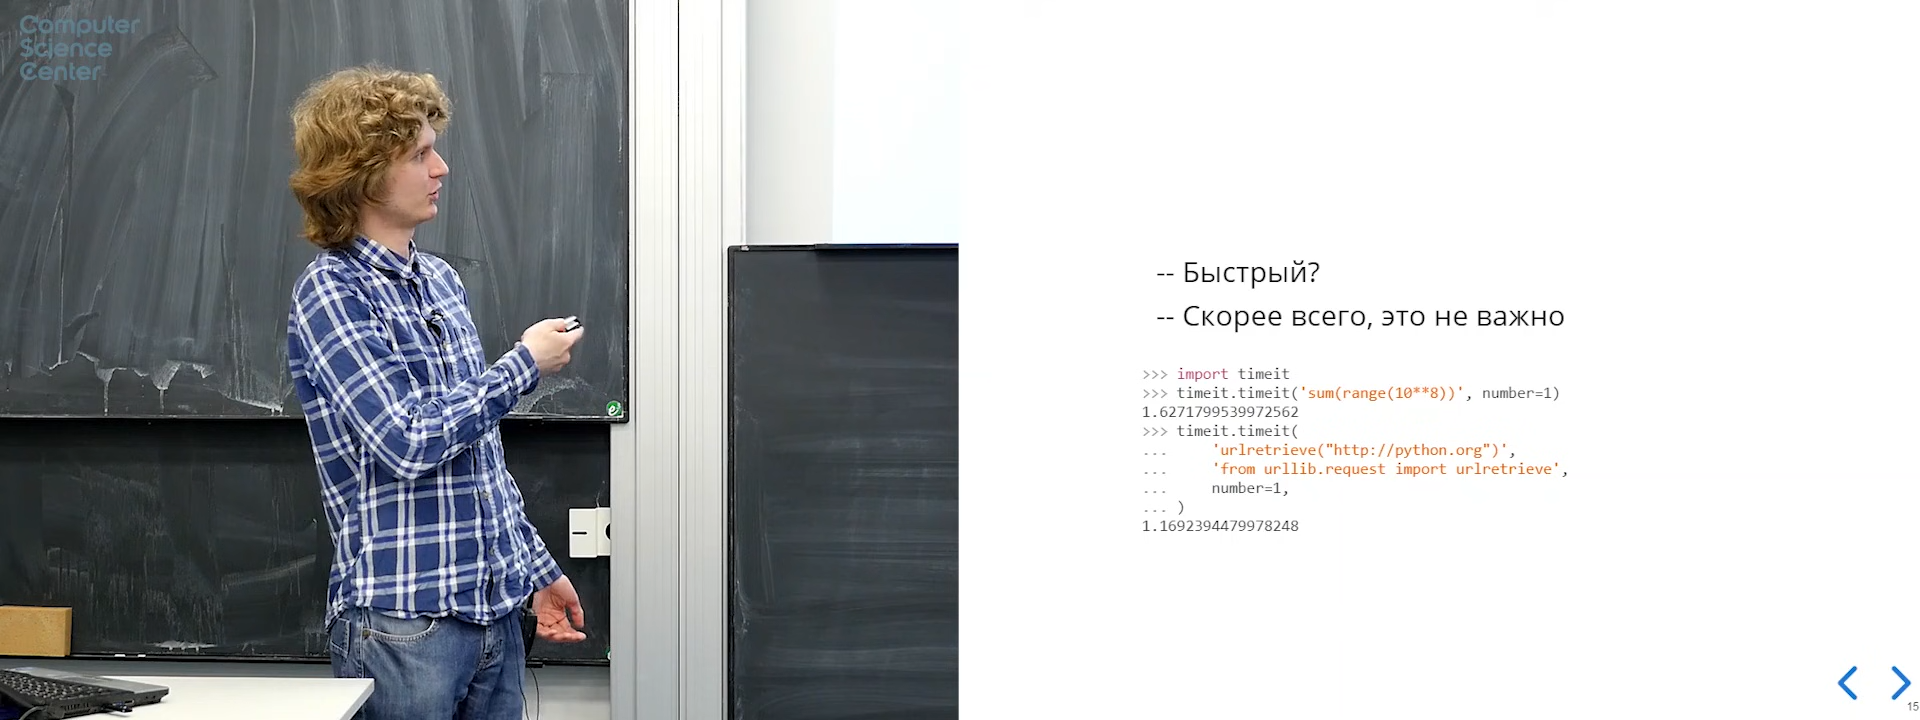 Computer
Science
Center
-- Быстрый?
-- Скорее всего, это не важно
>>> import timeit
>>> timeit.timeit('sum(range(10**8))', number=1)
1.6271799539972562
>>> timeit.timeit(
...     'urlretrieve("http://python.org")',
...     'from urllib.request import urlretrieve',
...     number=1,
... )
1.1692394479978248
15